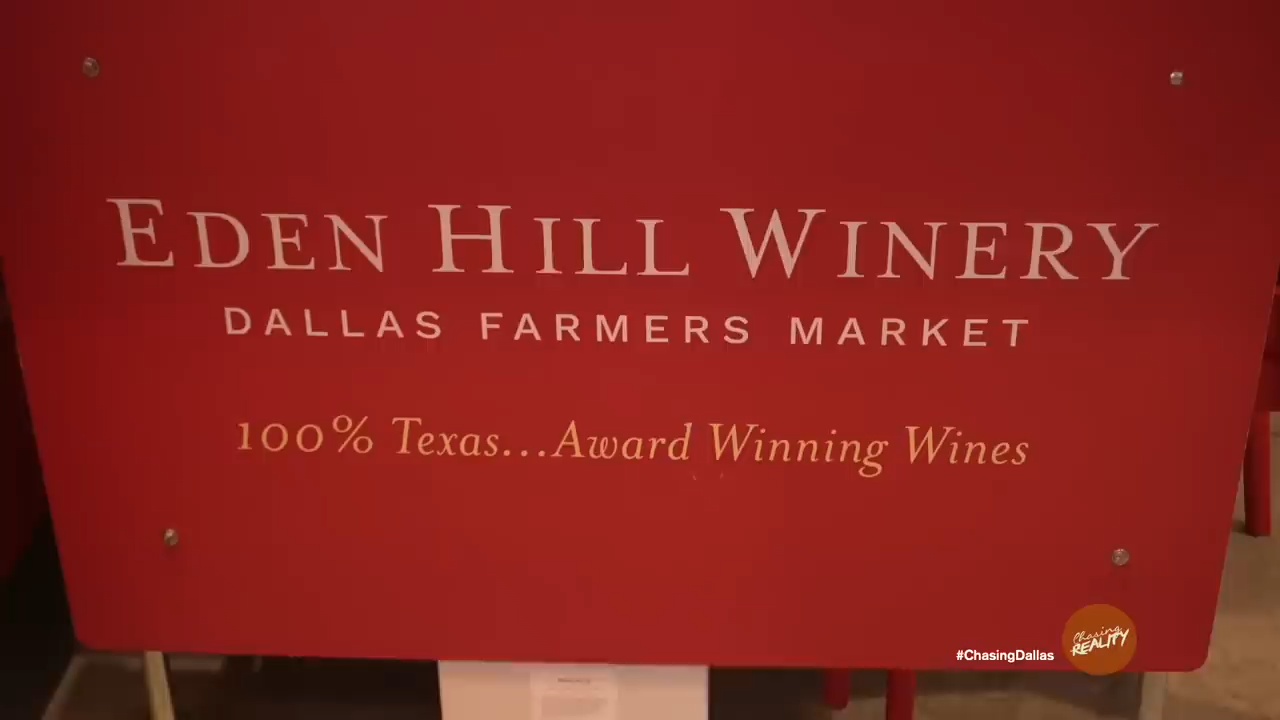 EDEN HILL WINERY
DALLAS FARMERS MARKET
100% Texas...Award Winning Wines
#ChasingDallas
Chasing
REALITY